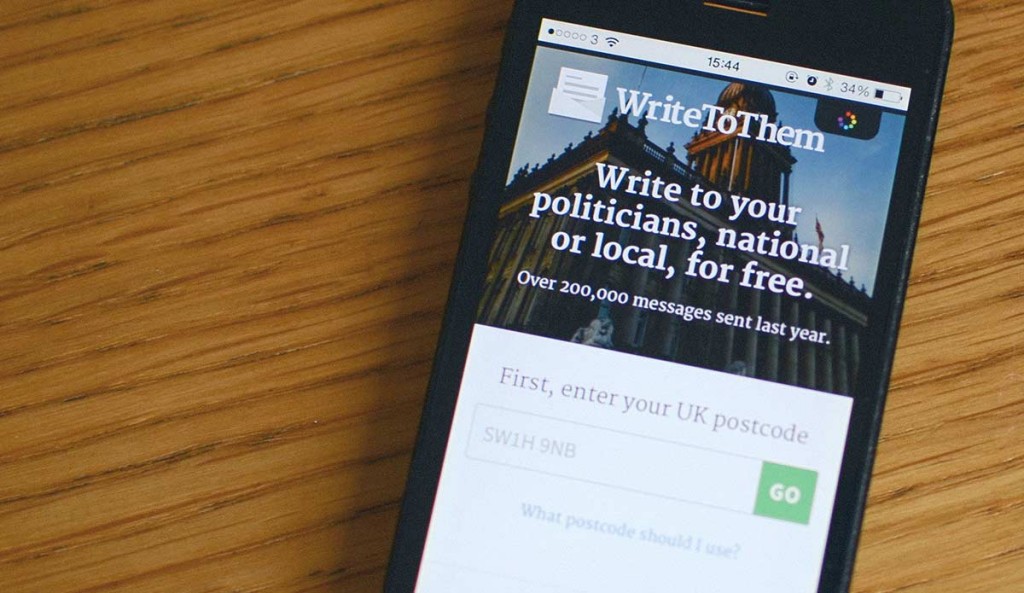 3
15:44
34%
WriteToThem
Write to your
politicians, national
or local, for free.
Over 200,000 messages sent last year.
First, enter your UK postcode
SW1H 9NB
GO
What postcode should I use?